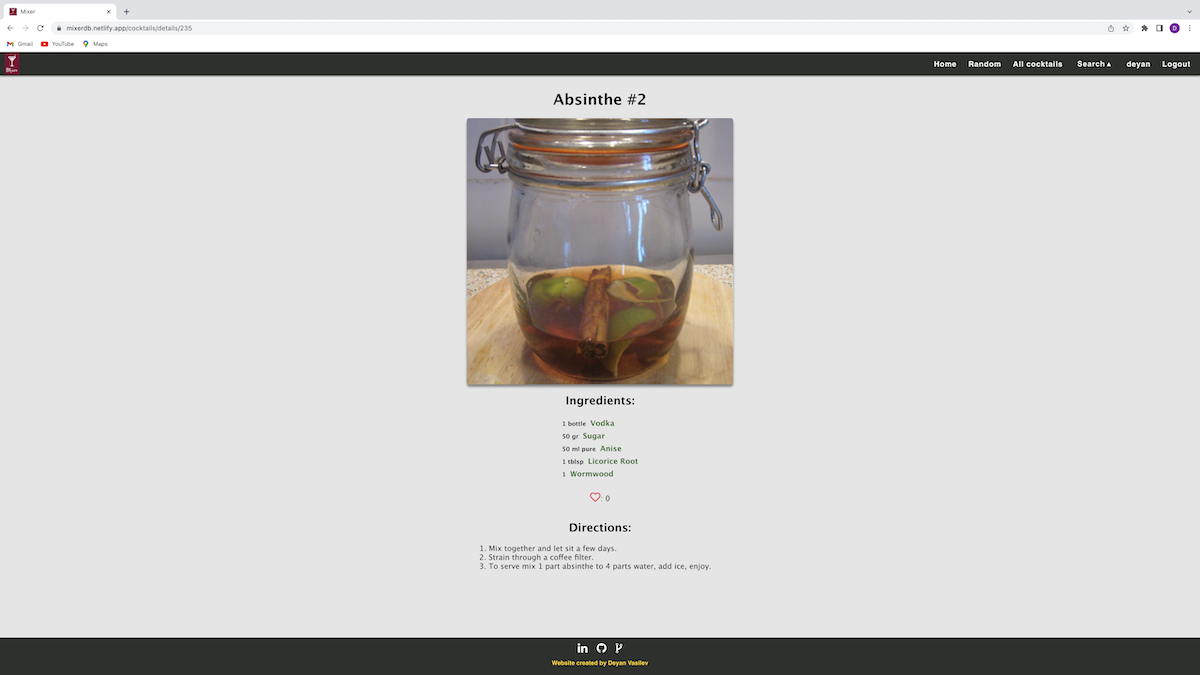 Mixer
mixerdb.netlify.app/cocktails/details/235
D
Gmail
YouTube
Maps
Mixer
Home
Random
All cocktails
Search ▴
deyan
Logout
Absinthe #2
Ingredients:
1 bottle Vodka
50 gr Sugar
50 ml pure Anise
1 tblsp Licorice Root
1 Wormwood
: 0
Directions:
1. Mix together and let sit a few days.
2. Strain through a coffee filter.
3. To serve mix 1 part absinthe to 4 parts water, add ice, enjoy.
in
Website created by Deyan Vasilev